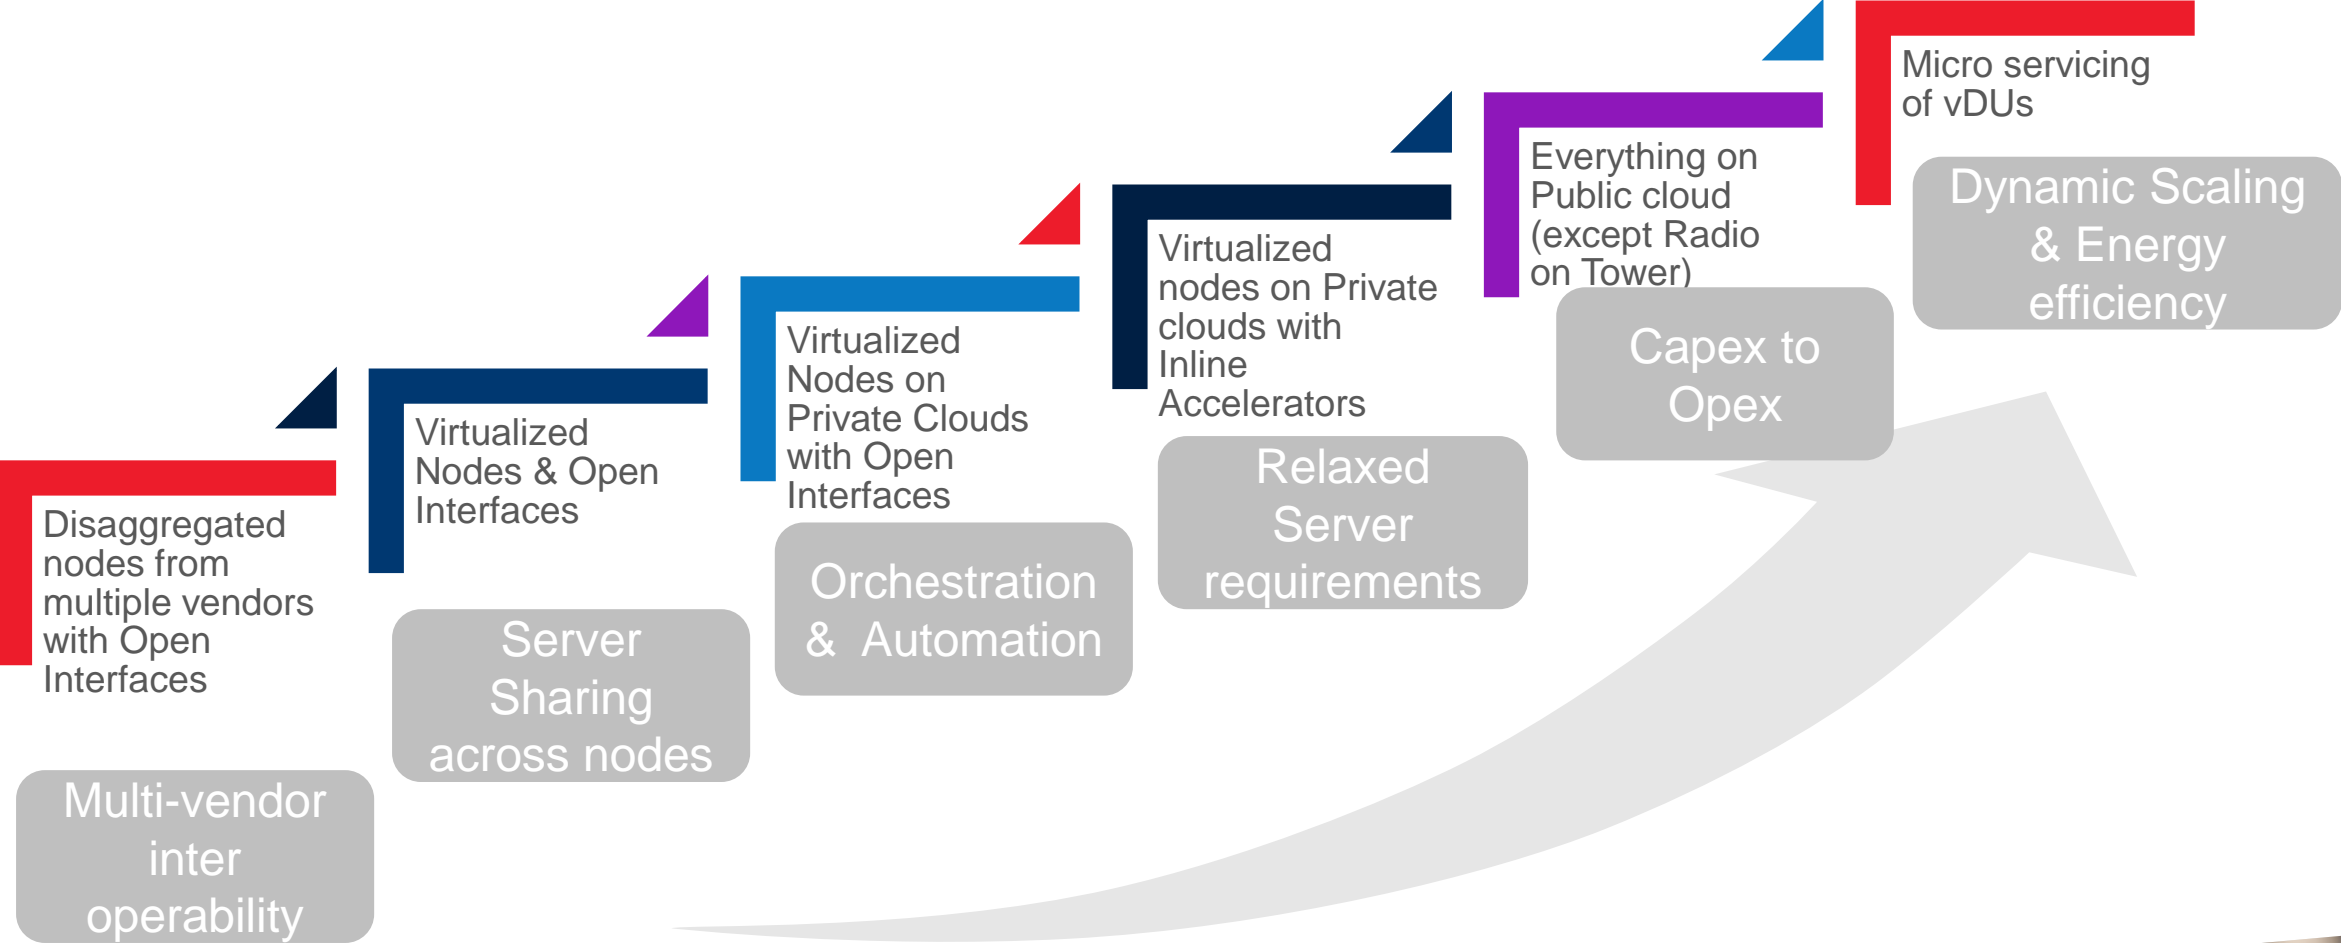 Disaggregated
nodes from
multiple vendors
with Open
Interfaces
Multi-vendor
inter
operability
Virtualized
Nodes & Open
Interfaces
Server
Sharing
across nodes
Virtualized
Nodes on
Private Clouds
with Open
Interfaces
Orchestration
& Automation
Virtualized
nodes on Private
clouds with
Inline
Accelerators
Relaxed
Server
requirements
Everything on
Public cloud
(except Radio
on Tower)
Capex to
Opex
Micro servicing
of vDUs
Dynamic Scaling
& Energy
efficiency